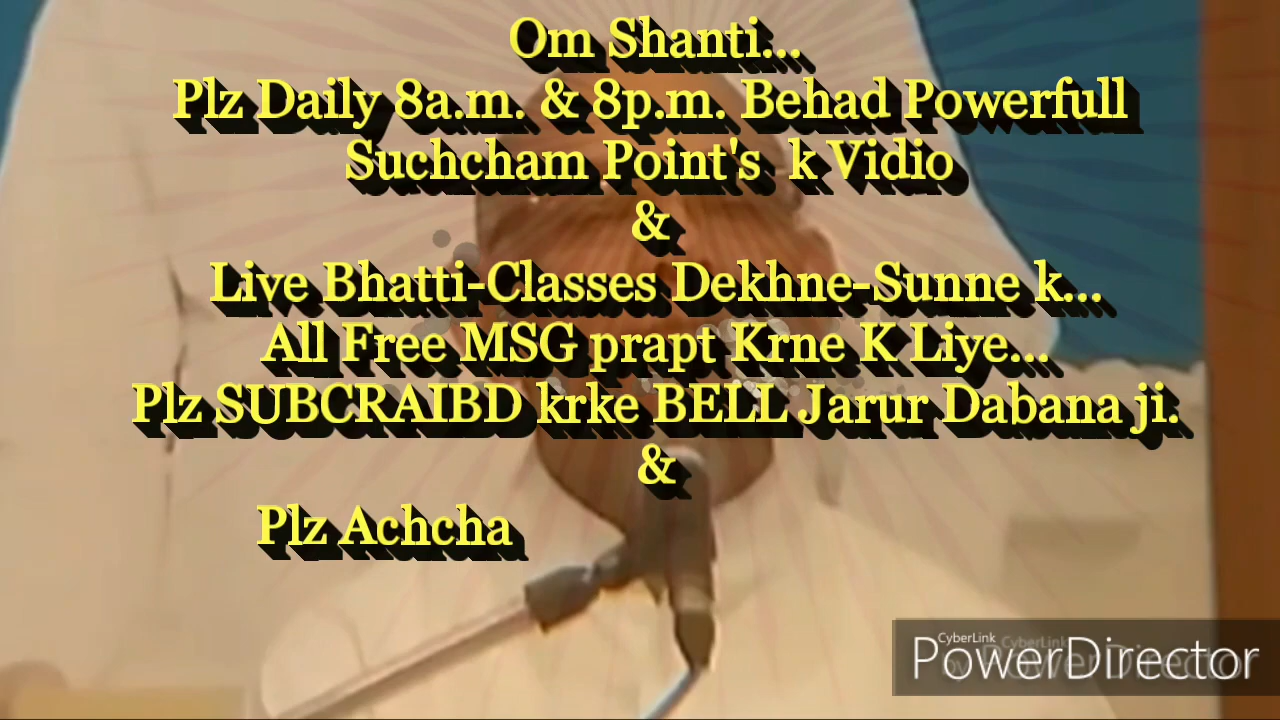 Om Shanti...
Plz Daily 8a.m. & 8p.m. Behad Powerfull
Suchcham Point's k Vidio
&
Live Bhatti-Classes Dekhne-Sunne k...
All Free MSG prapt Krne K Liye...
Plz SUBCRAIBD krke BELL Jarur Dabana ji.
&
Plz Achcha
CyberLink
PowerDirector